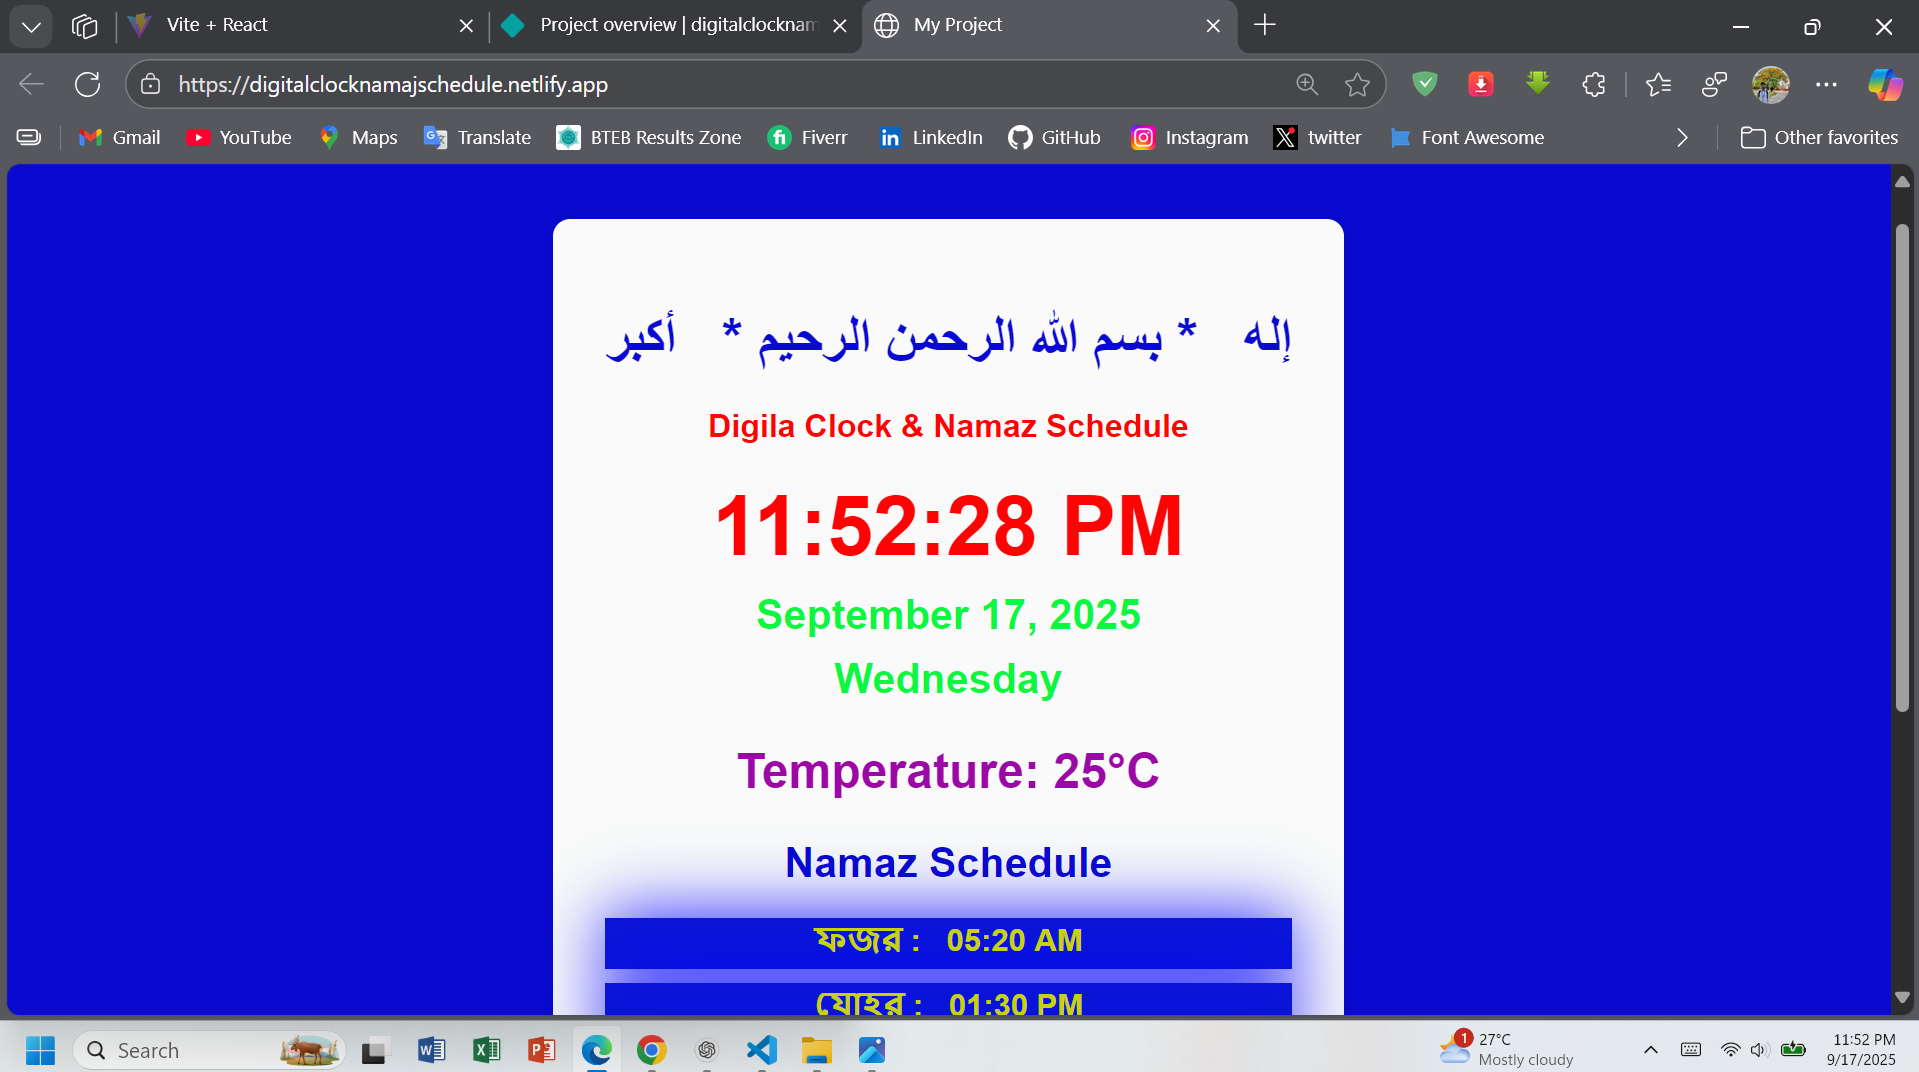 Vite + React
Project overview | digitalclocknam
My Project
https://digitalclocknamajschedule.netlify.app
Gmail
YouTube
Maps
Translate
BTEB Results Zone
Fiverr
LinkedIn
GitHub
Instagram
twitter
Font Awesome
Other favorites
إله * بسم الله الرحمن الرحيم * أكبر
Digila Clock & Namaz Schedule
11:52:28 PM
September 17, 2025
Wednesday
Temperature: 25°C
Namaz Schedule
ফজর : 05:20 AM
যোহর : 01:30 PM
Search
1
27°C
Mostly cloudy
11:52 PM
9/17/2025